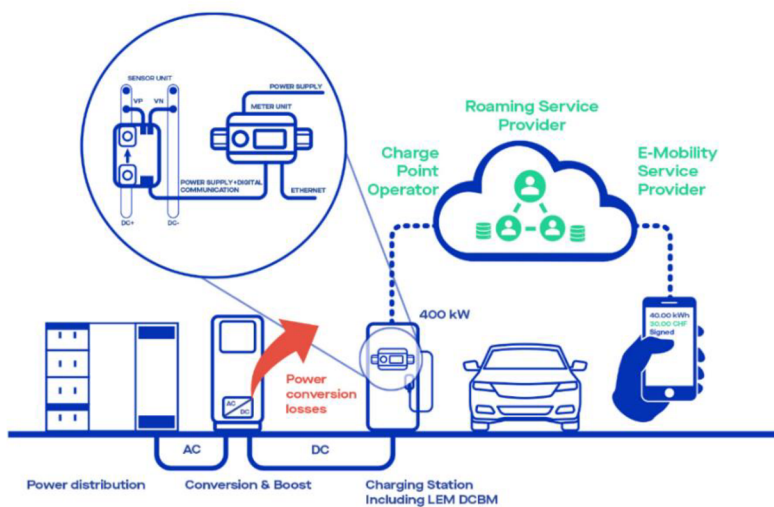 SENSOR UNIT
VP
VN
DC+
DC-
POWER SUPPLY
METER UNIT
POWER SUPPLY+DIGITAL
COMMUNICATION
ETHERNET
Roaming Service
Provider
Charge
Point
Operator
E-Mobility
Service
Provider
400 kW
40.00 kWh
30.00 CHF
Signed
AC
DC
Power
conversion
losses
AC
DC
Power distribution
Conversion & Boost
Charging Station
Including LEM DCBM